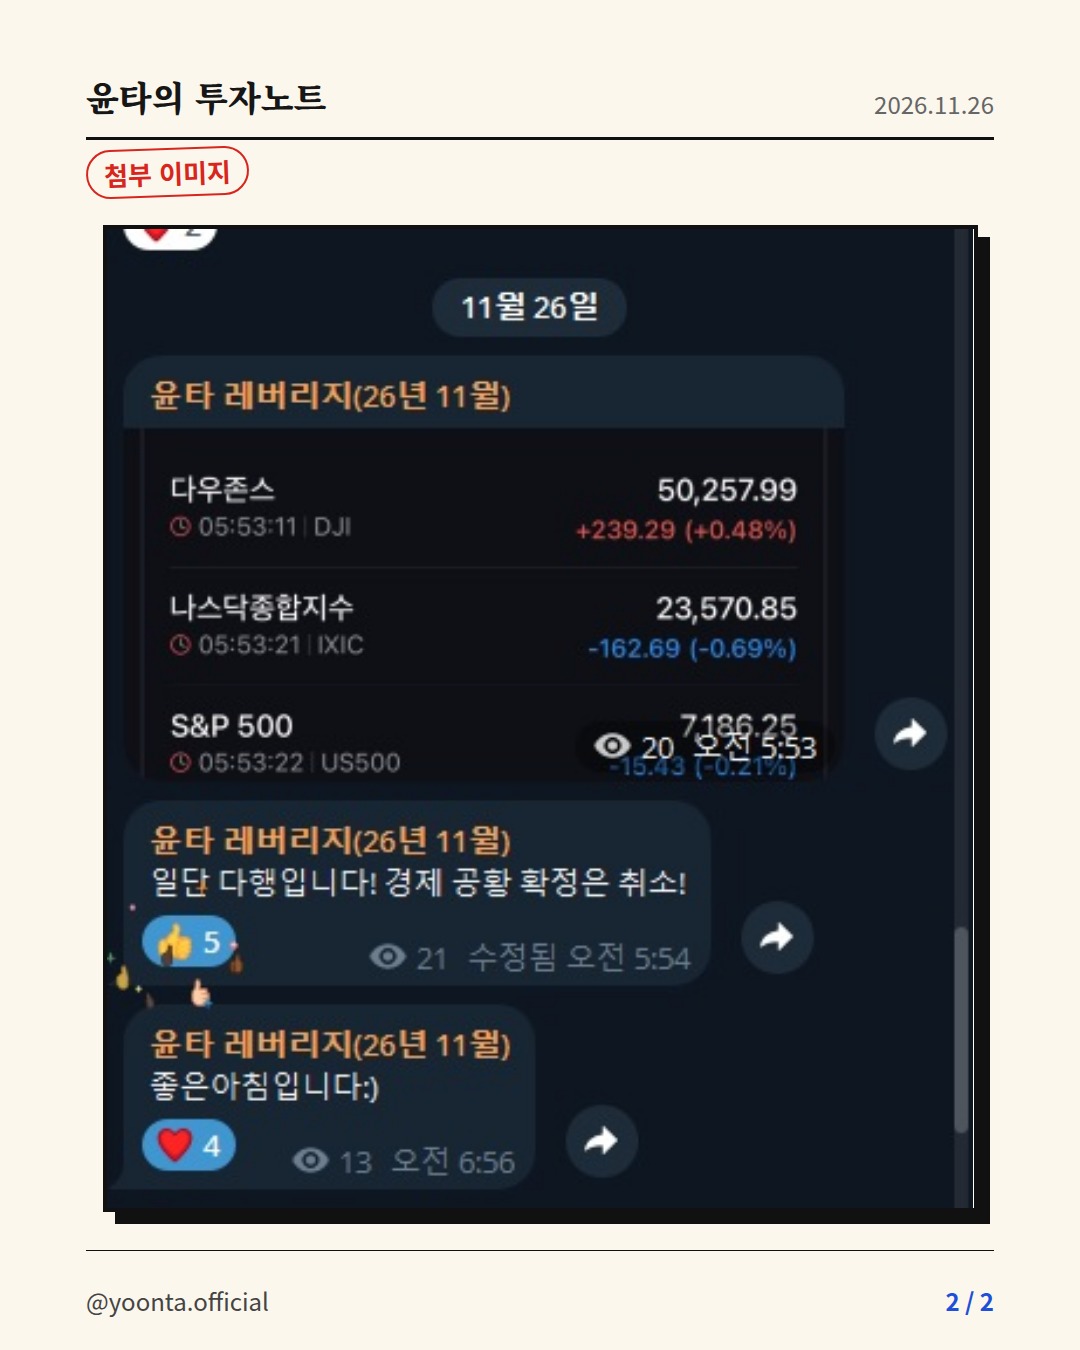 윤타의 투자노트
2026.11.26
첨부 이미지
2
11월 26일
윤타 레버리지(26년 11월)
다우존스 50,257.99
05:53:11 | DJI +239.29 (+0.48%)
나스닥종합지수 23,570.85
05:53:21 | IXIC -162.69 (-0.69%)
S&P 500 7,186.25
20 오전 5:53
05:53:22 | US500 -15.43 (-0.21%)
윤타 레버리지(26년 11월)
일단 다행입니다! 경제 공황 확정은 취소!
👍 5 21 수정됨 오전 5:54
윤타 레버리지(26년 11월)
좋은아침입니다:)
❤️ 4 13 오전 6:56
@yoonta.official
2 / 2